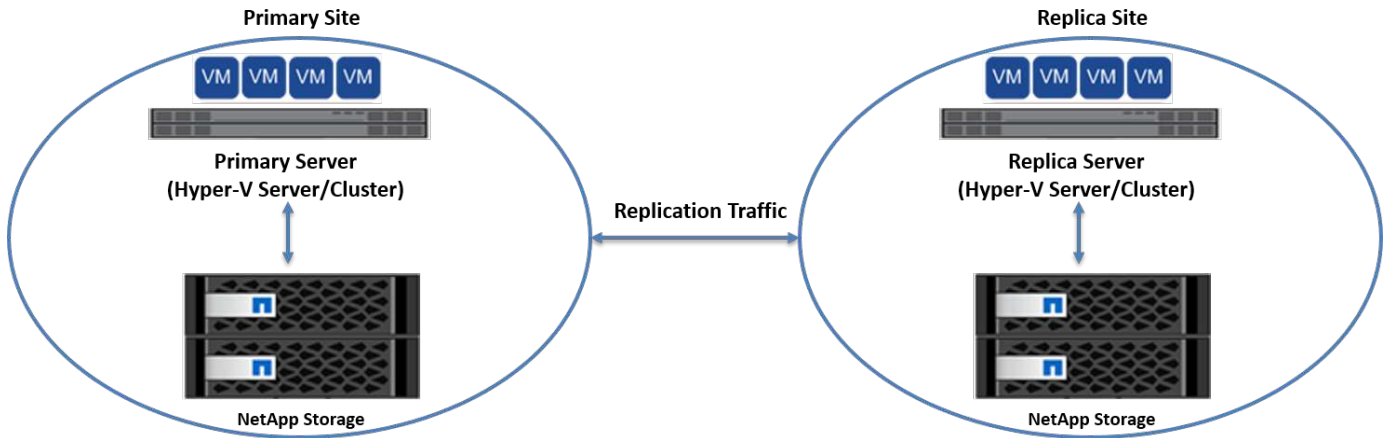 Primary Site
VM VM VM VM
Primary Server
(Hyper-V Server/Cluster)
NetApp Storage
Replication Traffic
Replica Site
VM VM VM VM
Replica Server
(Hyper-V Server/Cluster)
NetApp Storage